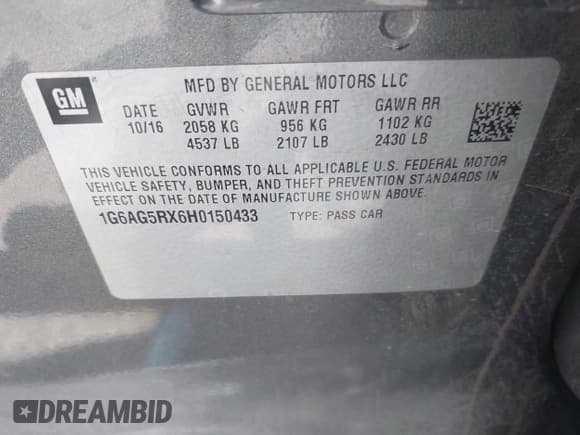 GM
MFD BY GENERAL MOTORS LLC
DATE GVWR GAWR FRT GAWR RR
10/16 2058 KG 956 KG 1102 KG
4537 LB 2107 LB 2430 LB
THIS VEHICLE CONFORMS TO ALL APPLICABLE U.S. FEDERAL MOTOR
VEHICLE SAFETY, BUMPER, AND THEFT PREVENTION STANDARDS IN
EFFECT ON THE DATE OF MANUFACTURE SHOWN ABOVE.
1G6AG5RX6H0150433 TYPE: PASS CAR
DREAMBID